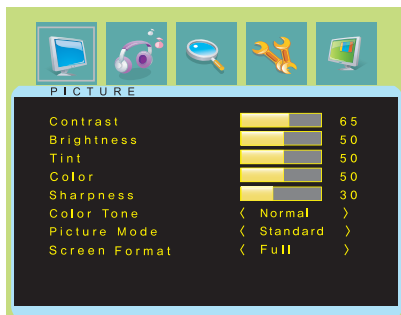 PICTURE
Contrast 65
Brightness 50
Tint 50
Color 50
Sharpness 30
Color Tone 〈 Normal 〉
Picture Mode 〈 Standard 〉
Screen Format 〈 Full 〉